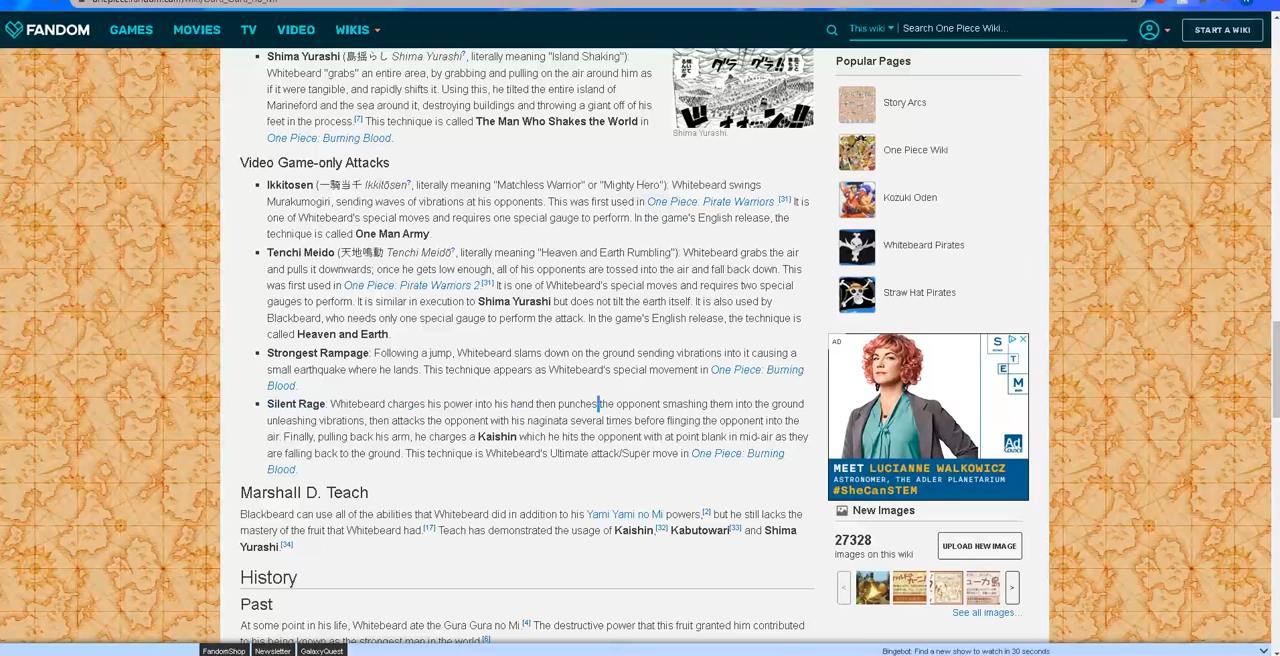 FANDOM GAMES MOVIES TV VIDEO WIKIS This wiki Search One Piece Wiki... START A WIKI
Shima Yurashi (島揺らし Shima Yurashi?, literally meaning "Island Shaking"):
Whitebeard "grabs" an entire area, by grabbing and pulling on the air around him as
if it were tangible, and rapidly shifts it. Using this, he tilted the entire island of
Marineford and the sea around it, destroying buildings and throwing a giant off of his
feet in the process.[7] This technique is called The Man Who Shakes the World in
One Piece: Burning Blood.
グラ グラ!!
Shima Yurashi.
Video Game-only Attacks
Ikkitosen (一騎当千 Ikkitōsen?, literally meaning "Matchless Warrior" or "Mighty Hero"): Whitebeard swings
Murakumogiri, sending waves of vibrations at his opponents. This was first used in One Piece: Pirate Warriors.[31] It is
one of Whitebeard's special moves and requires one special gauge to perform. In the game's English release, the
technique is called One Man Army.
Tenchi Meido (天地鳴動 Tenchi Meidō?, literally meaning "Heaven and Earth Rumbling"): Whitebeard grabs the air
and pulls it downwards; once he gets low enough, all of his opponents are tossed into the air and fall back down. This
was first used in One Piece: Pirate Warriors 2.[31] It is one of Whitebeard's special moves and requires two special
gauges to perform. It is similar in execution to Shima Yurashi but does not tilt the earth itself. It is also used by
Blackbeard, who needs only one special gauge to perform the attack. In the game's English release, the technique is
called Heaven and Earth.
Strongest Rampage: Following a jump, Whitebeard slams down on the ground sending vibrations into it causing a
small earthquake where he lands. This technique appears as Whitebeard's special movement in One Piece: Burning
Blood.
Silent Rage: Whitebeard charges his power into his hand then punches the opponent smashing them into the ground
unleashing vibrations, then attacks the opponent with his naginata several times before flinging the opponent into the
air. Finally, pulling back his arm, he charges a Kaishin which he hits the opponent with at point blank in mid-air as they
are falling back to the ground. This technique is Whitebeard's Ultimate attack/Super move in One Piece: Burning
Blood.
Marshall D. Teach
Blackbeard can use all of the abilities that Whitebeard did in addition to his Yami Yami no Mi powers,[2] but he still lacks the
mastery of the fruit that Whitebeard had.[17] Teach has demonstrated the usage of Kaishin,[32] Kabutowari[33] and Shima
Yurashi.[34]
History
Past
At some point in his life, Whitebeard ate the Gura Gura no Mi.[4] The destructive power that this fruit granted him contributed
to his being known as the strongest man in the world.[6]
Popular Pages
Story Arcs
One Piece Wiki
Kozuki Oden
Whitebeard Pirates
Straw Hat Pirates
AD
S
T
E
M
Ad
Council
MEET LUCIANNE WALKOWICZ
ASTRONOMER, THE ADLER PLANETARIUM
#SheCanSTEM
New Images
27328
images on this wiki
UPLOAD NEW IMAGE
< >
See all images...
FandomShop Newsletter GalaxyQuest Bingebot: Find a new show to watch in 30 seconds